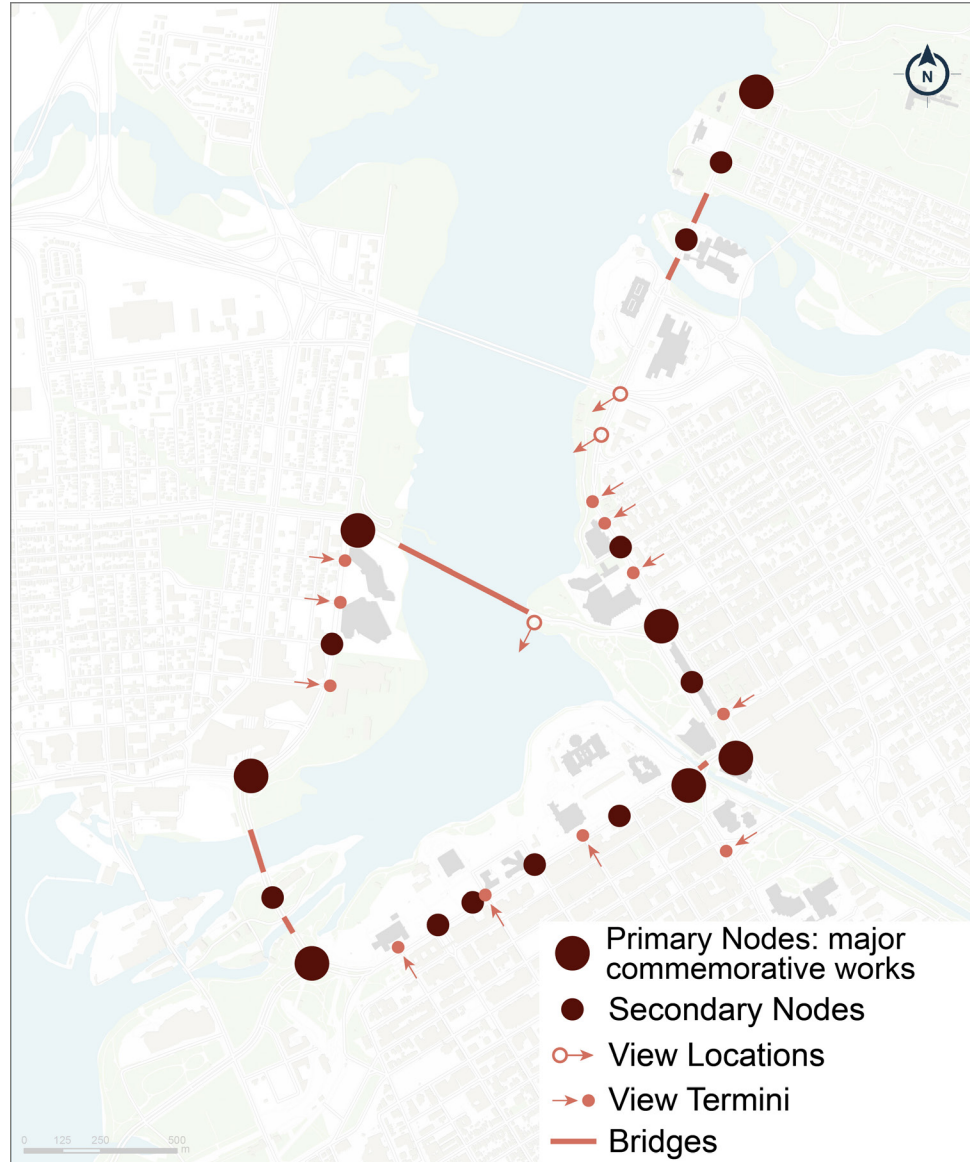 N
Primary Nodes: major
commemorative works
Secondary Nodes
View Locations
View Termini
Bridges
0 125 250 500
m